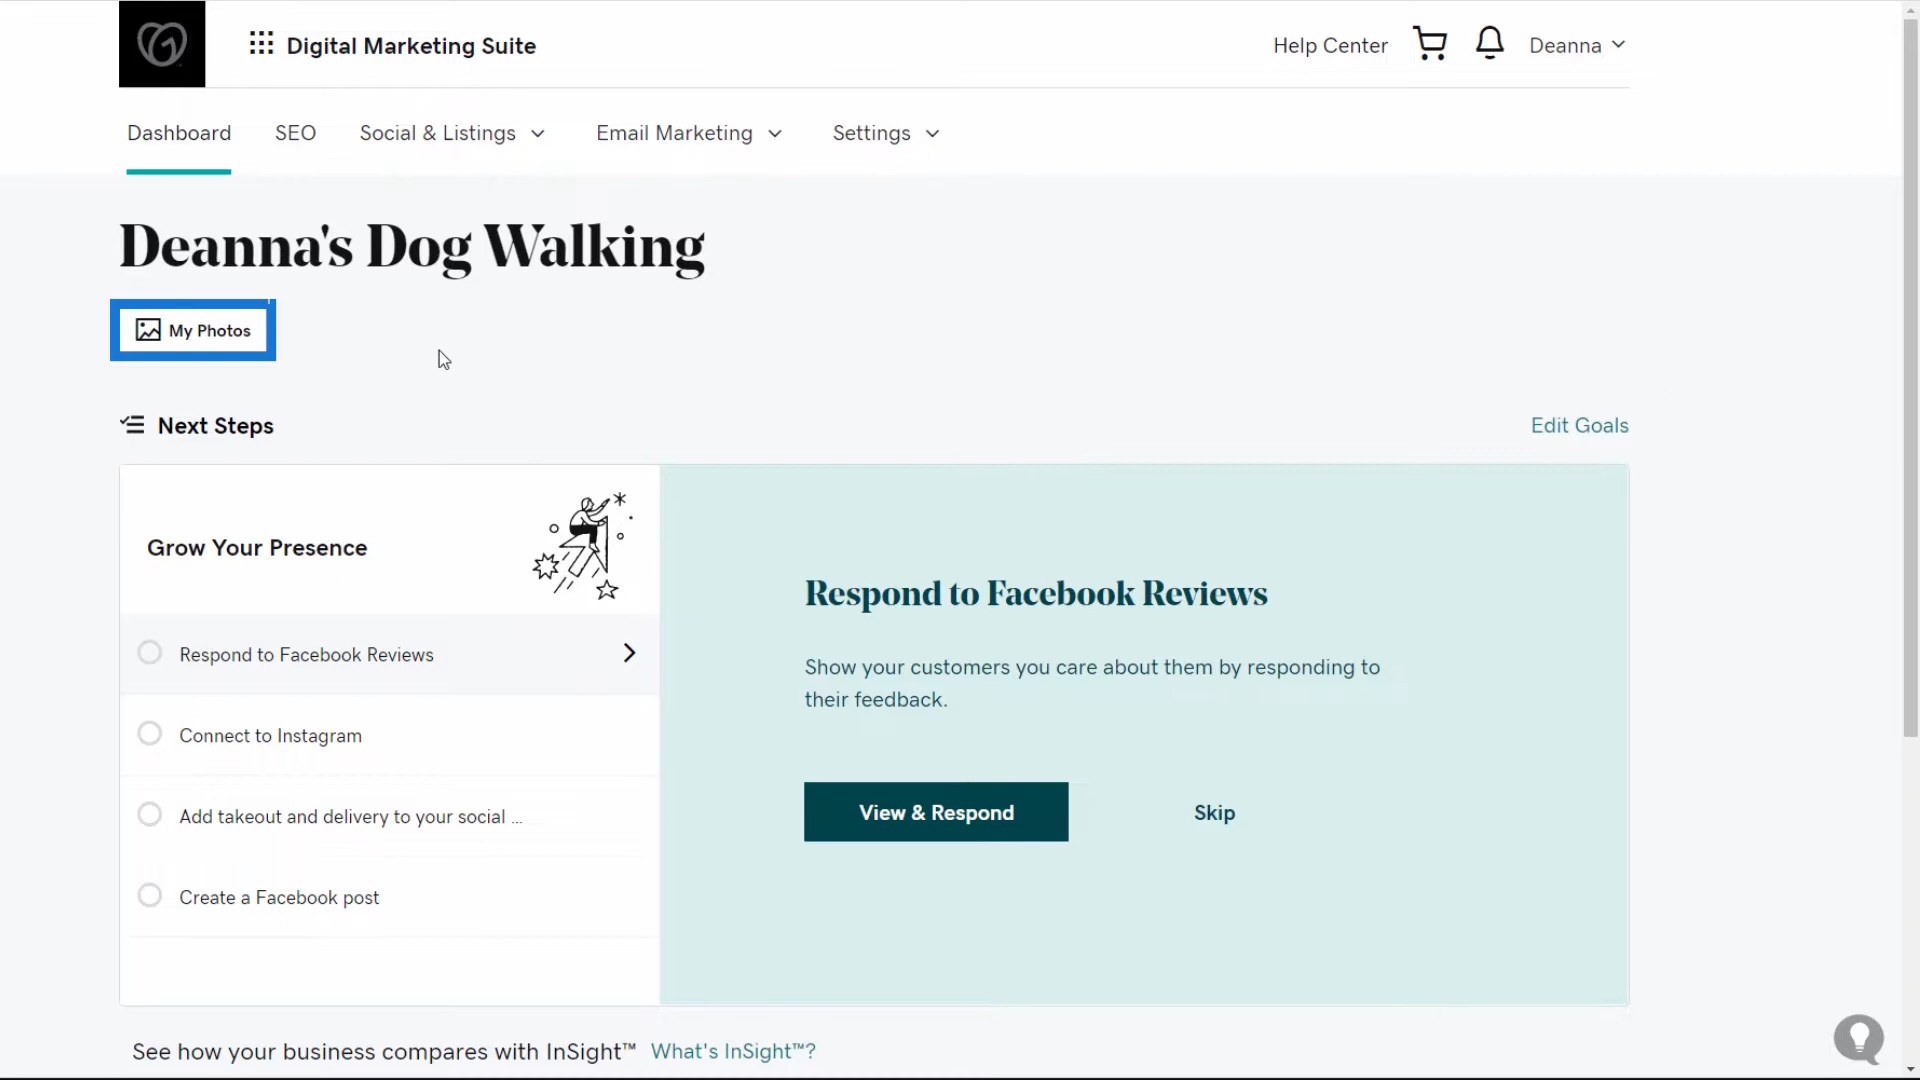 Digital Marketing Suite
Help Center
Deanna
Dashboard
SEO
Social & Listings
Email Marketing
Settings
Deanna's Dog Walking
My Photos
Next Steps
Edit Goals
Grow Your Presence
Respond to Facebook Reviews
Connect to Instagram
Add takeout and delivery to your social ...
Create a Facebook post
Respond to Facebook Reviews
Show your customers you care about them by responding to
their feedback.
View & Respond
Skip
See how your business compares with InSight™ What's InSight™?